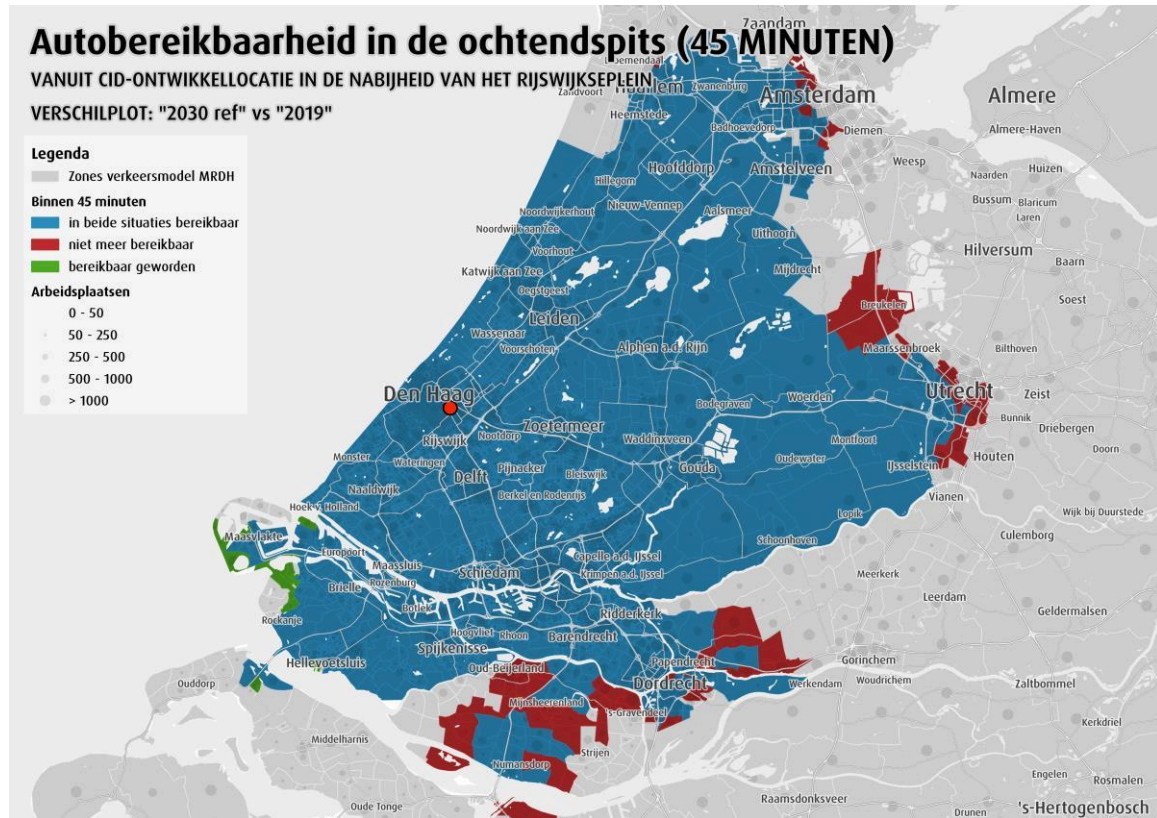 Autobereikbaarheid in de ochtendspits (45 MINUTEN)
VANUIT CID-ONTWIKKELLOCATIE IN DE NABIJHEID VAN HET RIJSWIJKSEPLEIN
VERSCHILPLOT: "2030 ref" vs "2019"
Legenda
Zones verkeersmodel MRDH
Binnen 45 minuten
in beide situaties bereikbaar
niet meer bereikbaar
bereikbaar geworden
Arbeidsplaatsen
0 - 50
50 - 250
250 - 500
500 - 1000
> 1000
Zaandam
Zwanenburg
Zandvoort
Heemstede
Amsterdam
Almere
Badhoevedorp
Diemen
Almere-Haven
Hoofddorp
Amstelveen
Weesp
Huizen
Naarden
Hillegom
Bussum
Blaricum
Laren
Nieuw-Vennep
Aalsmeer
Noordwijkerhout
Noordwijk aan Zee
Uithoorn
Hilversum
Voorhout
Baarn
Katwijk aan Zee
Mijdrecht
Oegstgeest
Soest
Breukelen
Leiden
Wassenaar
Voorschoten
Alphen a.d. Rijn
Maarssenbroek
Bilthoven
Den Haag
Utrecht
Zeist
Bodegraven
Woerden
Bunnik
Driebergen
Rijswijk
Nootdorp
Zoetermeer
Waddinxveen
Montfoort
Doorn
Monster
Wateringen
Pijnacker
Bleiswijk
Gouda
Oudewater
IJsselstein
Houten
Delft
Naaldwijk
Berkel en Rodenrijs
Vianen
Hoek v. Holland
Lopik
Wijk bij Duurstede
Maasvlakte
Europoort
Schoonhoven
Culemborg
Maassluis
Capelle a.d. IJssel
Brielle
Rozenburg
Schiedam
Krimpen a.d. IJssel
Meerkerk
Leerdam
Botlek
Ridderkerk
Geldermalsen
Rockanje
Hoogvliet
Rhoon
Barendrecht
Spijkenisse
Hellevoetsluis
Oud-Beijerland
Papendrecht
Gorinchem
Ouddorp
Dordrecht
Werkendam
Woudrichem
Zaltbommel
Mijnsheerenland
's-Gravendeel
Kerkdriel
Middelharnis
Strijen
Numansdorp
Engelen
Rosmalen
Oude Tonge
Raamsdonksveer
Drunen
's-Hertogenbosch